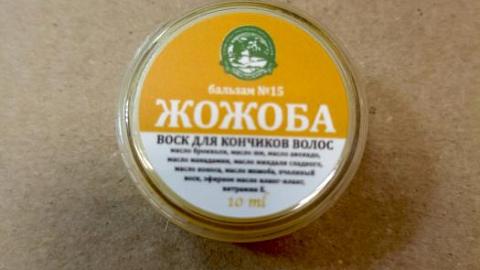 бальзам №15
ЖОЖОБА
ВОСК ДЛЯ КОНЧИКОВ ВОЛОС
масло брокколи, масло ши, масло авокадо,
масло макадамии, масло миндаля сладкого,
масло кокоса, масло жожоба, пчелиный
воск, эфирное масло иланг-иланг,
витамин Е.
10 ml